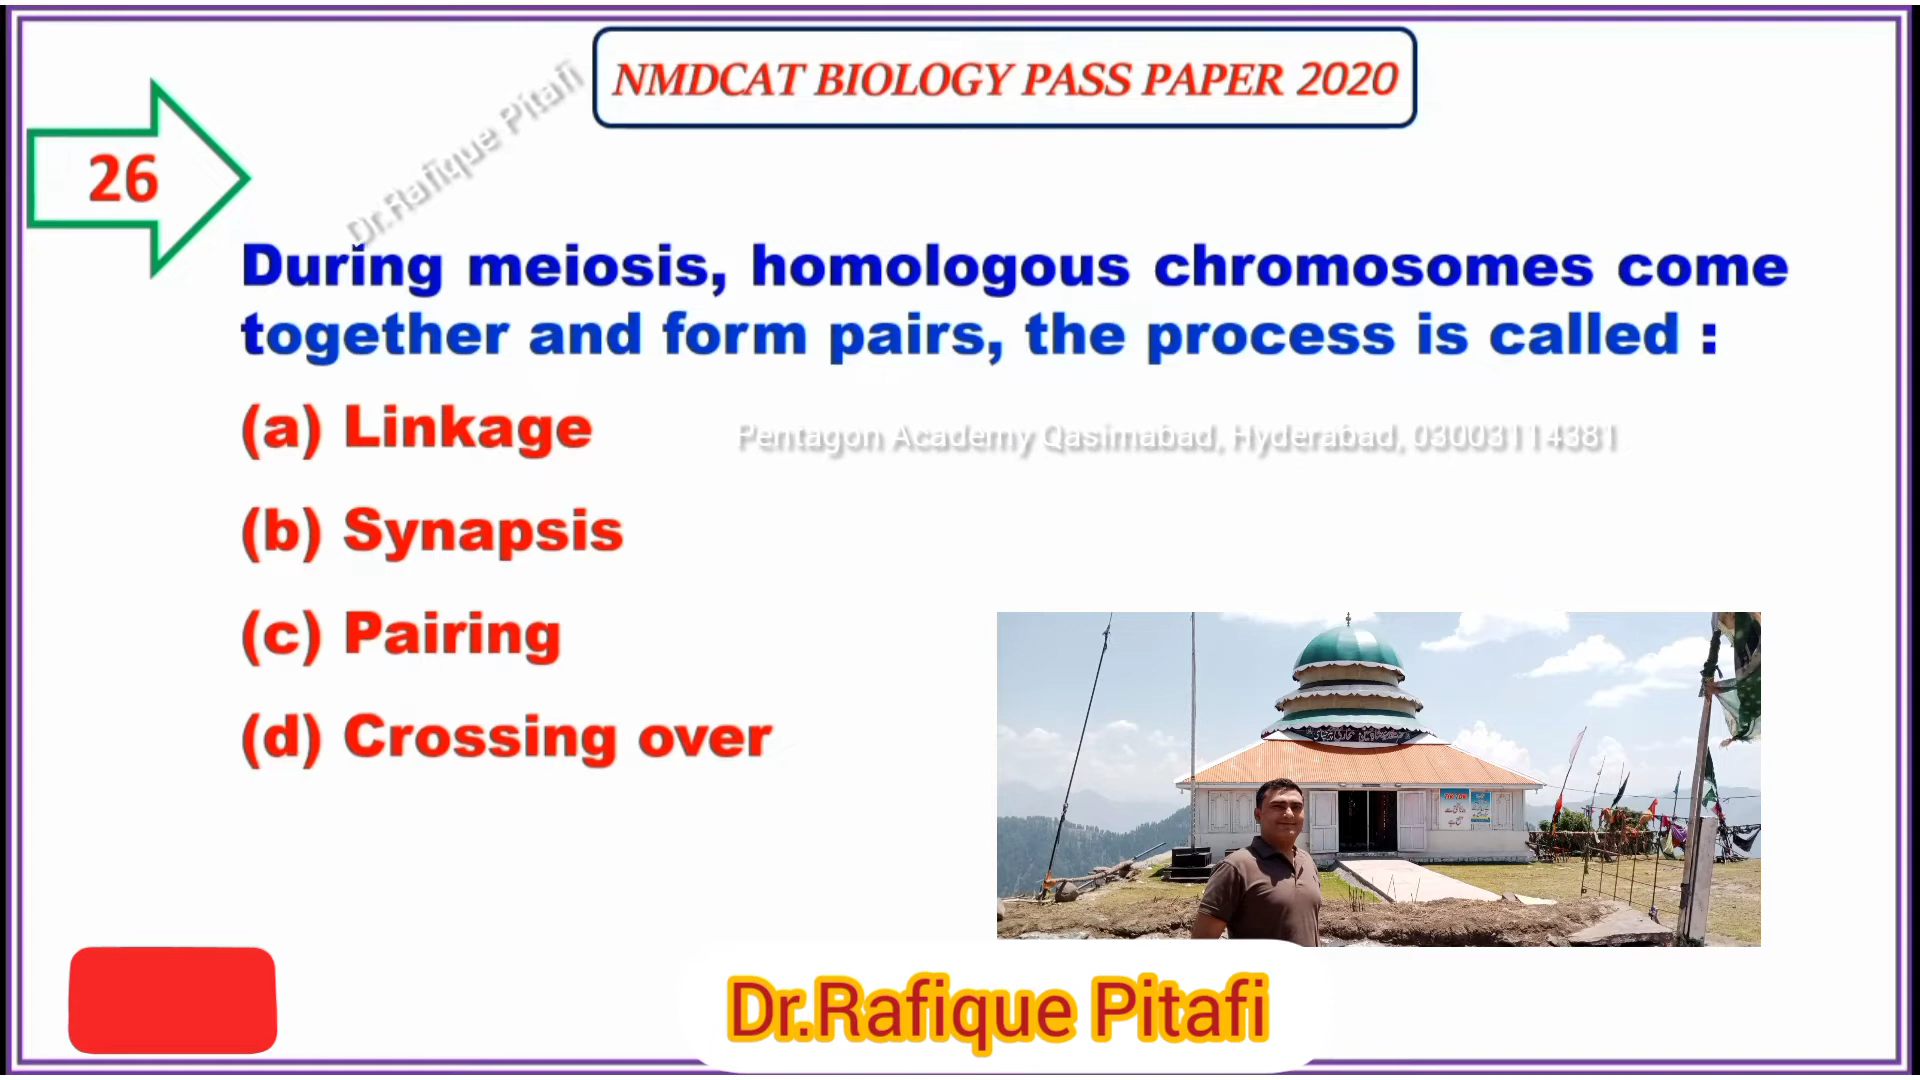 NMDCAT BIOLOGY PASS PAPER 2020
26
Dr.Rafique Pitafi
During meiosis, homologous chromosomes come
together and form pairs, the process is called :
(a) Linkage
Pentagon Academy Qasimabad, Hyderabad, 03003114381
(b) Synapsis
(c) Pairing
(d) Crossing over
Dr.Rafique Pitafi